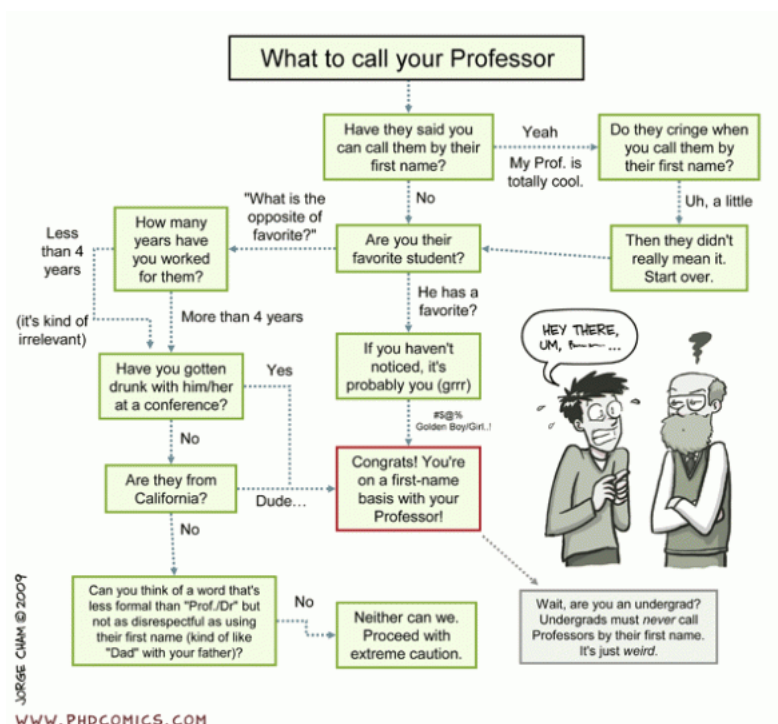 What to call your Professor
Have they said you
can call them by their
first name?
Yeah
My Prof. is
totally cool.
Do they cringe when
you call them by
their first name?
No
Uh, a little
"What is the
opposite of
favorite?"
Are you their
favorite student?
Then they didn't
really mean it.
Start over.
How many
years have
you worked
for them?
Less
than 4
years
(it's kind of
irrelevant)
More than 4 years
He has a
favorite?
If you haven't
noticed, it's
probably you (grrr)
#$@%
Golden Boy/Girl..!
Have you gotten
drunk with him/her
at a conference?
Yes
No
Are they from
California?
Dude...
Congrats! You're
on a first-name
basis with your
Professor!
No
Can you think of a word that's
less formal than "Prof./Dr" but
not as disrespectful as using
their first name (kind of like
"Dad" with your father)?
No
Neither can we.
Proceed with
extreme caution.
Wait, are you an undergrad?
Undergrads must never call
Professors by their first name.
It's just weird.
HEY THERE,
UM, ...
?
JORGE CHAM © 2009
WWW.PHDCOMICS.COM